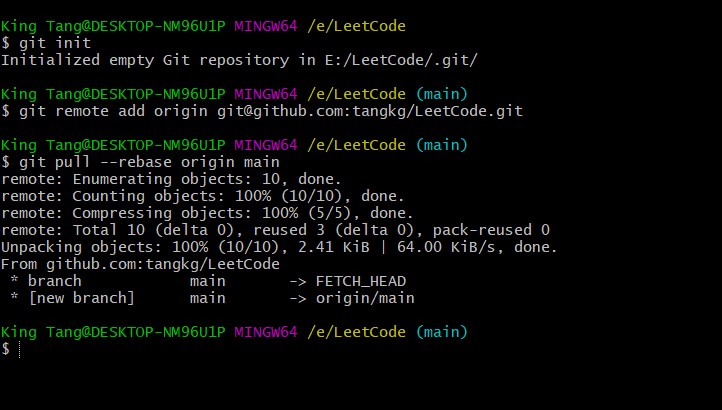 King Tang@DESKTOP-NM96U1P MINGW64 /e/LeetCode
$ git init
Initialized empty Git repository in E:/LeetCode/.git/
King Tang@DESKTOP-NM96U1P MINGW64 /e/LeetCode (main)
$ git remote add origin git@github.com:tangkg/LeetCode.git
King Tang@DESKTOP-NM96U1P MINGW64 /e/LeetCode (main)
$ git pull --rebase origin main
remote: Enumerating objects: 10, done.
remote: Counting objects: 100% (10/10), done.
remote: Compressing objects: 100% (5/5), done.
remote: Total 10 (delta 0), reused 3 (delta 0), pack-reused 0
Unpacking objects: 100% (10/10), 2.41 KiB | 64.00 KiB/s, done.
From github.com:tangkg/LeetCode
 * branch            main       -> FETCH_HEAD
 * [new branch]      main       -> origin/main
King Tang@DESKTOP-NM96U1P MINGW64 /e/LeetCode (main)
$